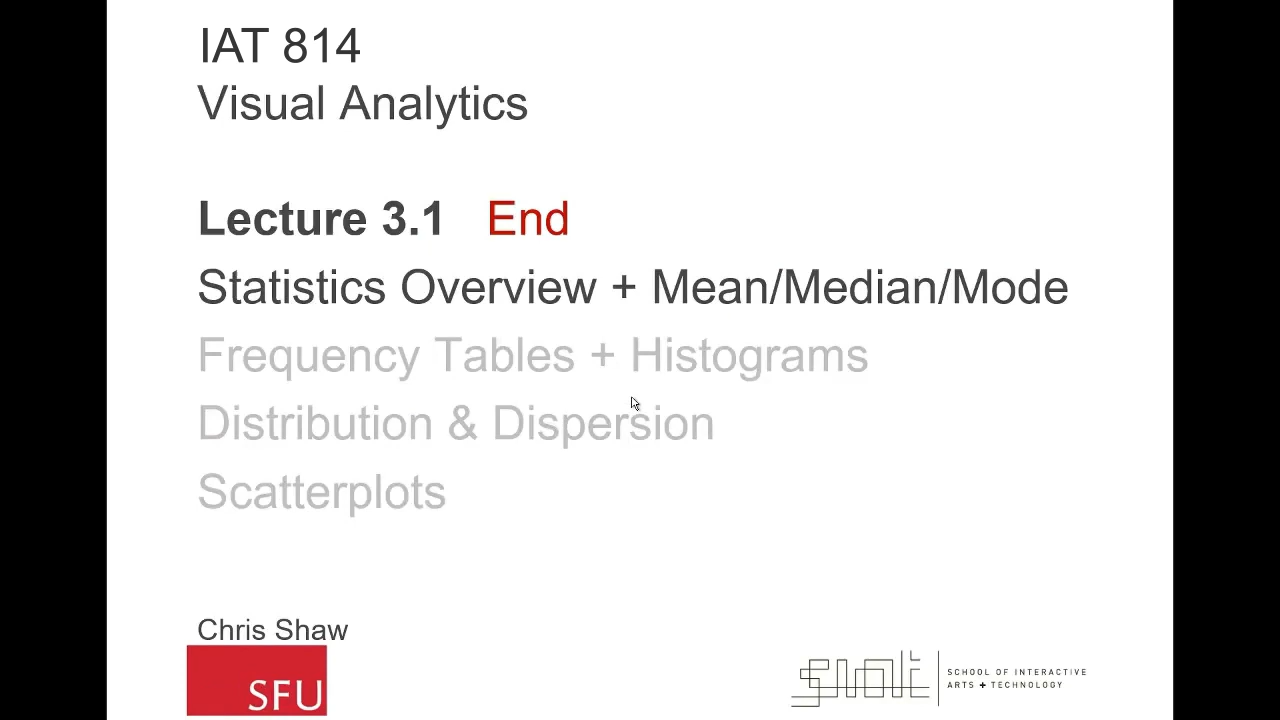 IAT 814
Visual Analytics
Lecture 3.1 End
Statistics Overview + Mean/Median/Mode
Frequency Tables + Histograms
Distribution & Dispersion
Scatterplots
Chris Shaw
SFU
siat
SCHOOL OF INTERACTIVE
ARTS + TECHNOLOGY